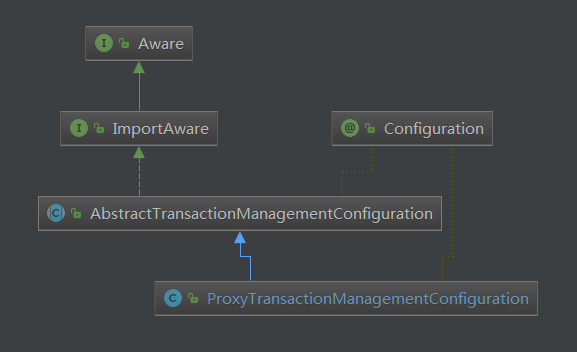 I Aware
I ImportAware
@ Configuration
C AbstractTransactionManagementConfiguration
C ProxyTransactionManagementConfiguration